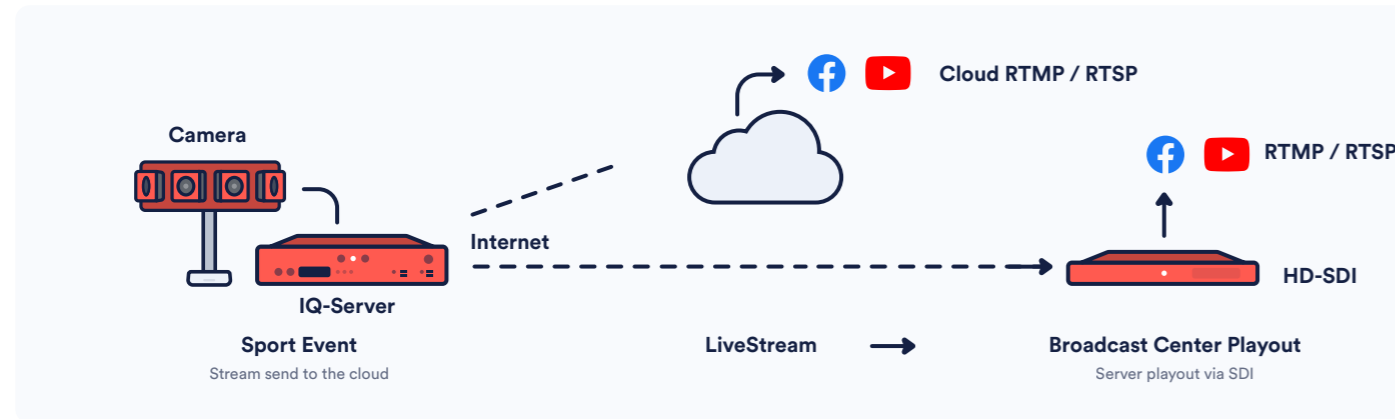 Cloud RTMP / RTSP
Camera
RTMP / RTSP
Internet
HD-SDI
IQ-Server
Sport Event
LiveStream
Broadcast Center Playout
Stream send to the cloud
Server playout via SDI